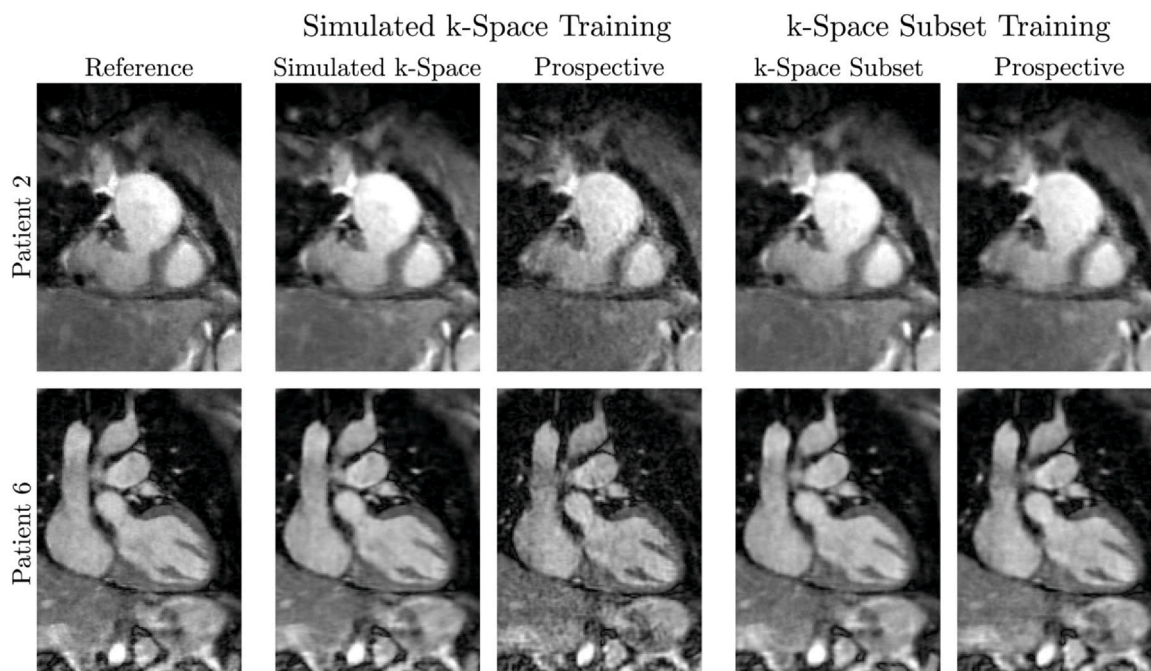 Simulated k-Space Training k-Space Subset Training
Reference Simulated k-Space Prospective k-Space Subset Prospective
Patient 2
Patient 6